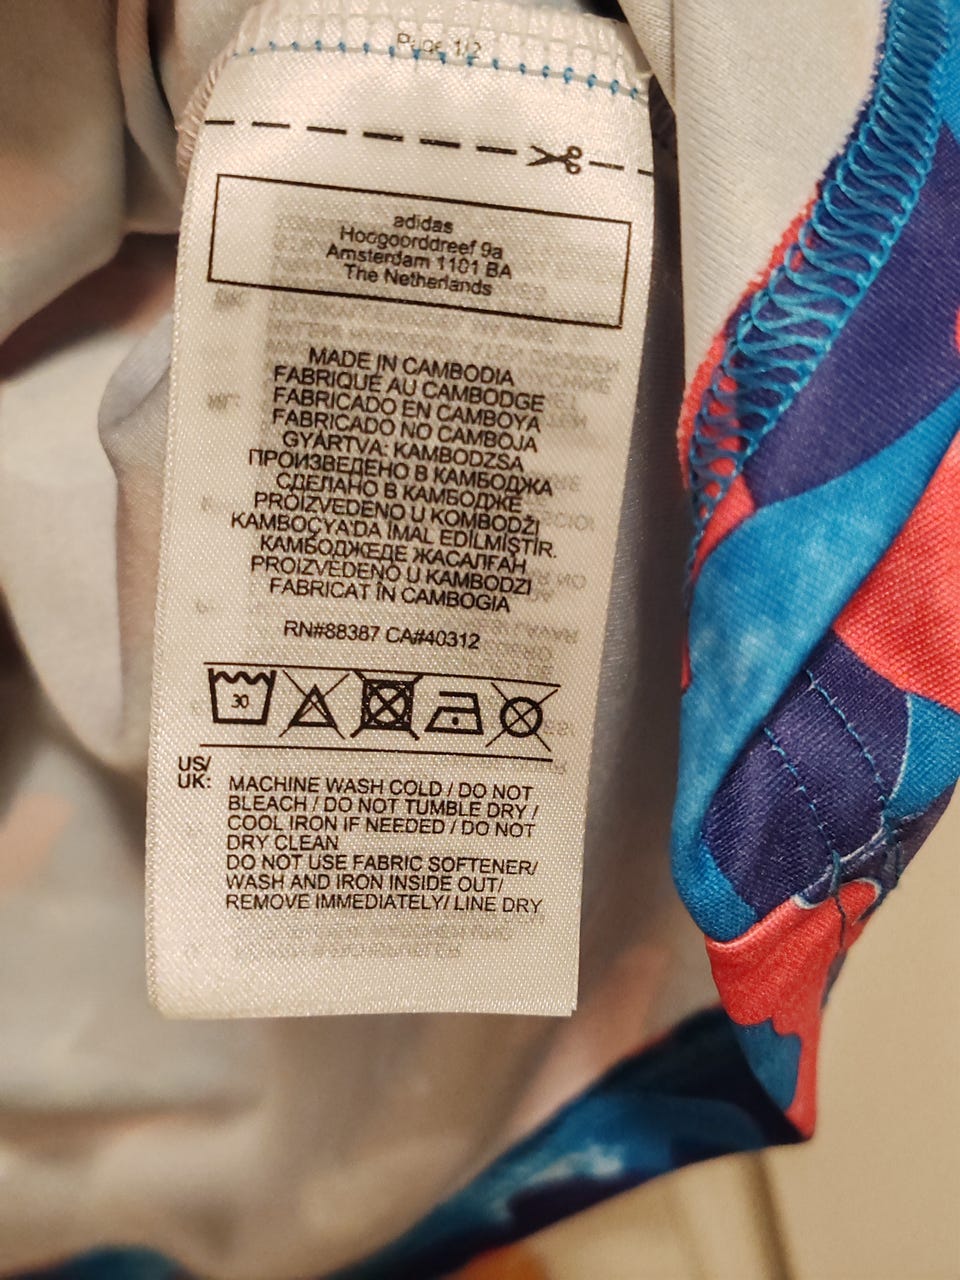 Page 1/2
adidas
Hoogoorddreef 9a
Amsterdam 1101 BA
The Netherlands
MADE IN CAMBODIA
FABRIQUÉ AU CAMBODGE
FABRICADO EN CAMBOYA
FABRICADO NO CAMBOJA
GYÁRTVA: KAMBODZSA
ПРОИЗВЕДЕНО В КАМБОДЖА
СДЕЛАНО В КАМБОДЖЕ
PROIZVEDENO U KOMBODŽI
KAMBOÇYA'DA İMAL EDİLMİŞTİR.
КАМБОДЖЕДЕ ЖАСАЛҒАН
PROIZVEDENO U KAMBODZI
FABRICAT ÎN CAMBOGIA
RN#88387 CA#40312
30
US/
UK: MACHINE WASH COLD / DO NOT
BLEACH / DO NOT TUMBLE DRY /
COOL IRON IF NEEDED / DO NOT
DRY CLEAN
DO NOT USE FABRIC SOFTENER/
WASH AND IRON INSIDE OUT/
REMOVE IMMEDIATELY/ LINE DRY